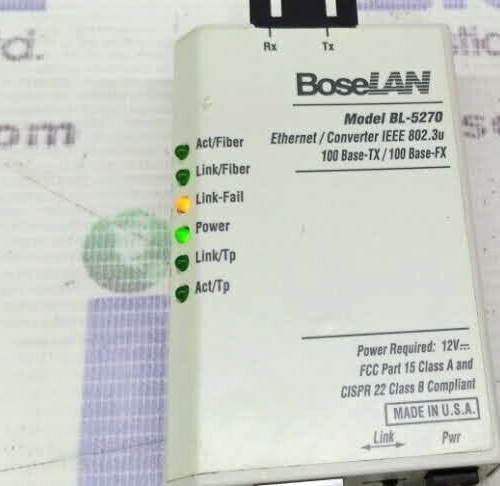 Rx Tx
BoseLAN
Model BL-5270
Ethernet / Converter IEEE 802.3u
100 Base-TX / 100 Base-FX
Act/Fiber
Link/Fiber
Link-Fail
Power
Link/Tp
Act/Tp
Power Required: 12V⎓
FCC Part 15 Class A and
CISPR 22 Class B Compliant
MADE IN U.S.A.
Link Pwr
rd.
om